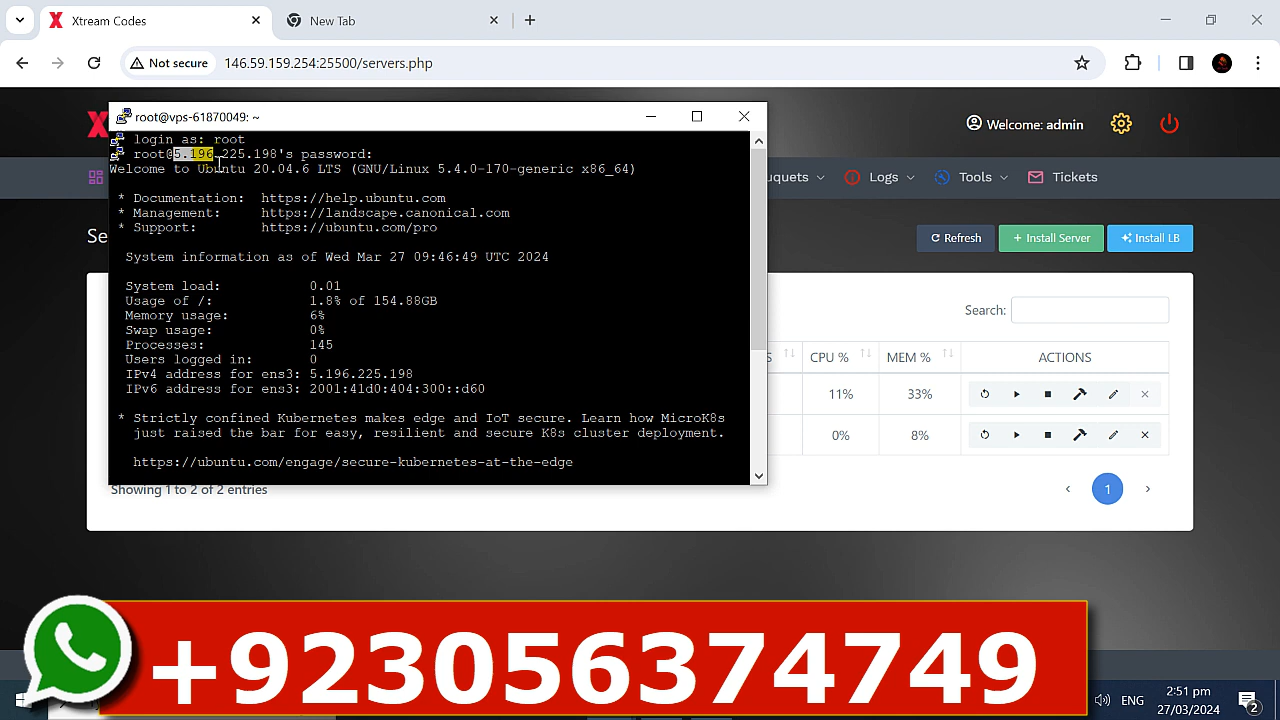 Xtream Codes
New Tab
Not secure
146.59.159.254:25500/servers.php
root@vps-61870049: ~
login as: root
root@5.196.225.198's password:
Welcome to Ubuntu 20.04.6 LTS (GNU/Linux 5.4.0-170-generic x86_64)
* Documentation: https://help.ubuntu.com
* Management: https://landscape.canonical.com
* Support: https://ubuntu.com/pro
System information as of Wed Mar 27 09:46:49 UTC 2024
System load: 0.01
Usage of /: 1.8% of 154.88GB
Memory usage: 6%
Swap usage: 0%
Processes: 145
Users logged in: 0
IPv4 address for ens3: 5.196.225.198
IPv6 address for ens3: 2001:41d0:404:300::d60
* Strictly confined Kubernetes makes edge and IoT secure. Learn how MicroK8s
just raised the bar for easy, resilient and secure K8s cluster deployment.
https://ubuntu.com/engage/secure-kubernetes-at-the-edge
Welcome: admin
uquets
Logs
Tools
Tickets
Se
Refresh
+ Install Server
Install LB
Search:
S CPU % MEM % ACTIONS
11% 33%
0% 8%
Showing 1 to 2 of 2 entries
1
+923056374749
ENG
2:51 pm
27/03/2024
2